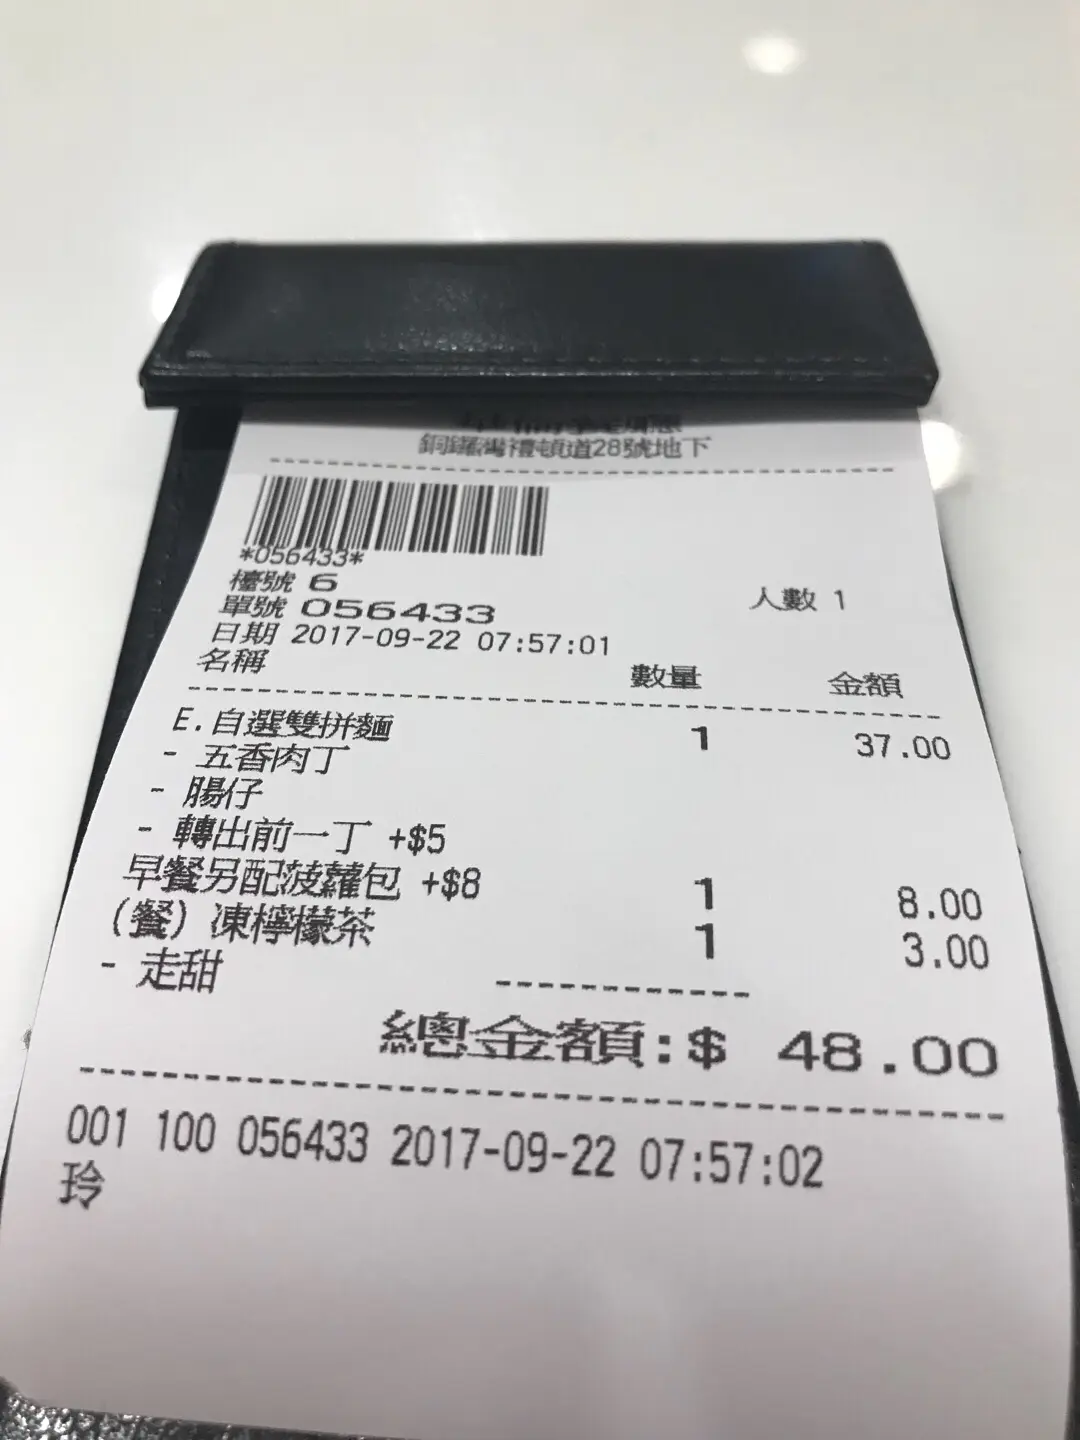 銅鑼灣禮頓道28號地下
*056433*
檯號 6 人數 1
單號 056433
日期 2017-09-22 07:57:01
名稱 數量 金額
E.自選雙拼麵 1 37.00
- 五香肉丁
- 腸仔
- 轉出前一丁 +$5
早餐另配菠蘿包 +$8 1 8.00
(餐) 凍檸檬茶 1 3.00
- 走甜
總金額:$ 48.00
001 100 056433 2017-09-22 07:57:02
玲